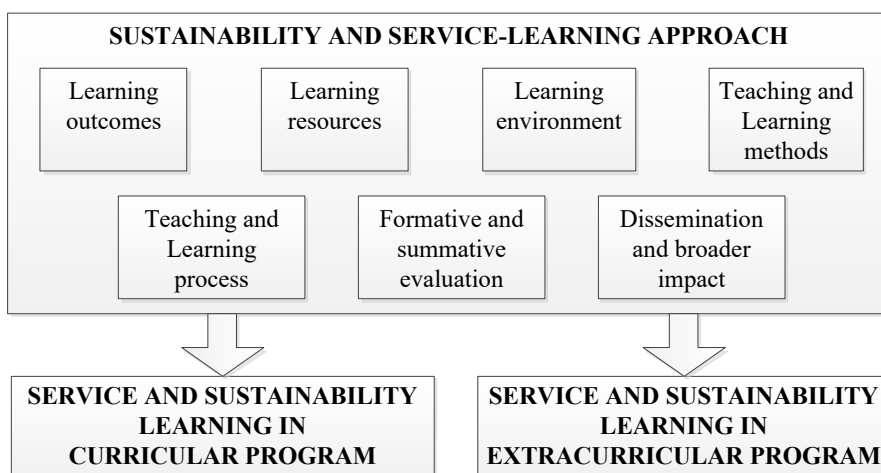 SUSTAINABILITY AND SERVICE-LEARNING APPROACH
Learning
outcomes
Learning
resources
Learning
environment
Teaching and
Learning
methods
Teaching and
Learning
process
Formative and
summative
evaluation
Dissemination
and broader
impact
SERVICE AND SUSTAINABILITY
LEARNING IN
CURRICULAR PROGRAM
SERVICE AND SUSTAINABILITY
LEARNING IN
EXTRACURRICULAR PROGRAM